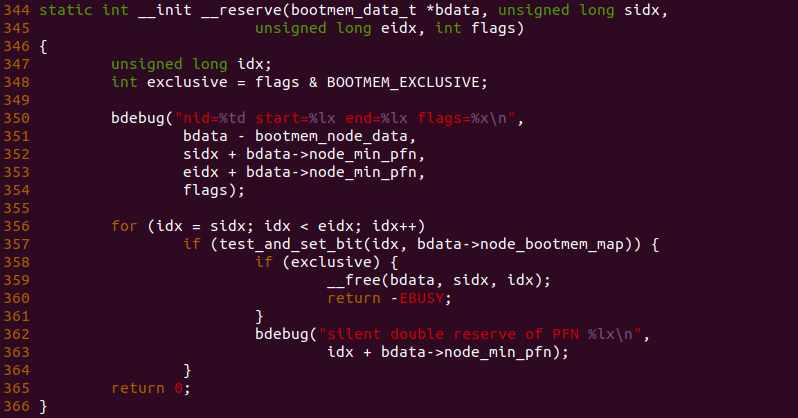 344 static int __init __reserve(bootmem_data_t *bdata, unsigned long sidx,
345                         unsigned long eidx, int flags)
346 {
347         unsigned long idx;
348         int exclusive = flags & BOOTMEM_EXCLUSIVE;
349
350         bdebug("nid=%td start=%lx end=%lx flags=%x\n",
351                 bdata - bootmem_node_data,
352                 sidx + bdata->node_min_pfn,
353                 eidx + bdata->node_min_pfn,
354                 flags);
355
356         for (idx = sidx; idx < eidx; idx++)
357                 if (test_and_set_bit(idx, bdata->node_bootmem_map)) {
358                         if (exclusive) {
359                                 __free(bdata, sidx, idx);
360                                 return -EBUSY;
361                         }
362                         bdebug("silent double reserve of PFN %lx\n",
363                                 idx + bdata->node_min_pfn);
364                 }
365         return 0;
366 }